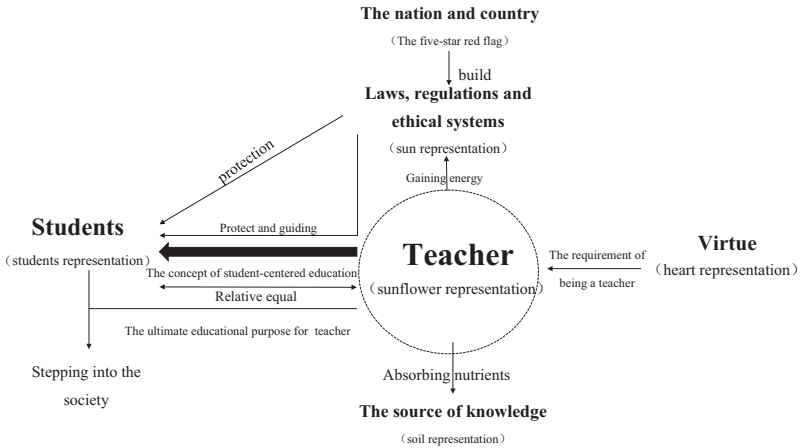 The nation and country
（The five-star red flag）
build
Laws, regulations and
ethical systems
（sun representation）
protection
Gaining energy
Students
（students representation）
Protect and guiding
The concept of student-centered education
Relative equal
The ultimate educational purpose for teacher
Stepping into the
society
Teacher
（sunflower representation）
The requirement of
being a teacher
Virtue
（heart representation）
Absorbing nutrients
The source of knowledge
（soil representation）